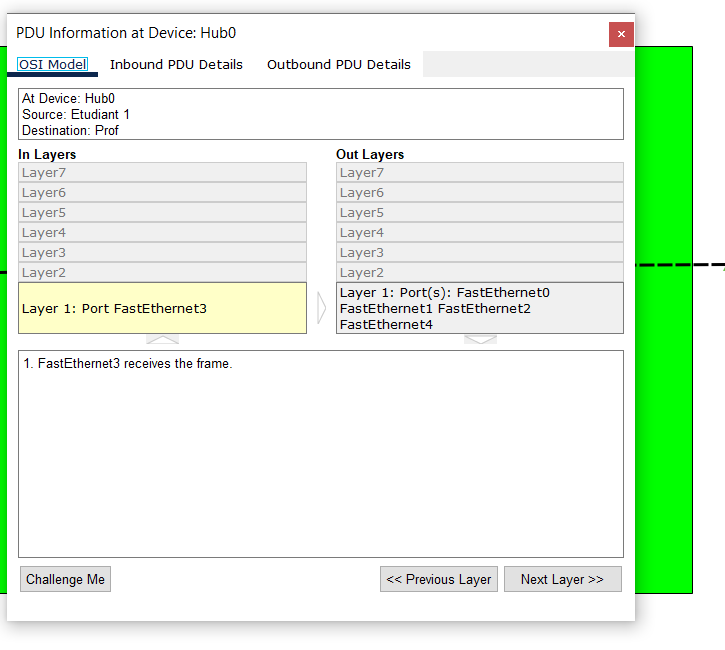 PDU Information at Device: Hub0
OSI Model Inbound PDU Details Outbound PDU Details
At Device: Hub0
Source: Etudiant 1
Destination: Prof
In Layers
Layer7
Layer6
Layer5
Layer4
Layer3
Layer2
Layer 1: Port FastEthernet3
Out Layers
Layer7
Layer6
Layer5
Layer4
Layer3
Layer2
Layer 1: Port(s): FastEthernet0
FastEthernet1 FastEthernet2
FastEthernet4
1. FastEthernet3 receives the frame.
Challenge Me << Previous Layer Next Layer >>